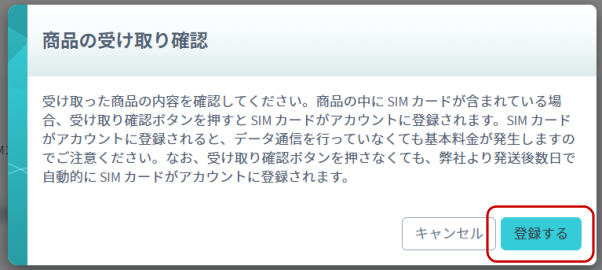 商品の受け取り確認
受け取った商品の内容を確認してください。商品の中に SIM カードが含まれている場
合、受け取り確認ボタンを押すと SIM カードがアカウントに登録されます。SIM カード
がアカウントに登録されると、データ通信を行っていなくても基本料金が発生しますの
でご注意ください。なお、受け取り確認ボタンを押さなくても、弊社より発送後数日で
自動的に SIM カードがアカウントに登録されます。
キャンセル
登録する